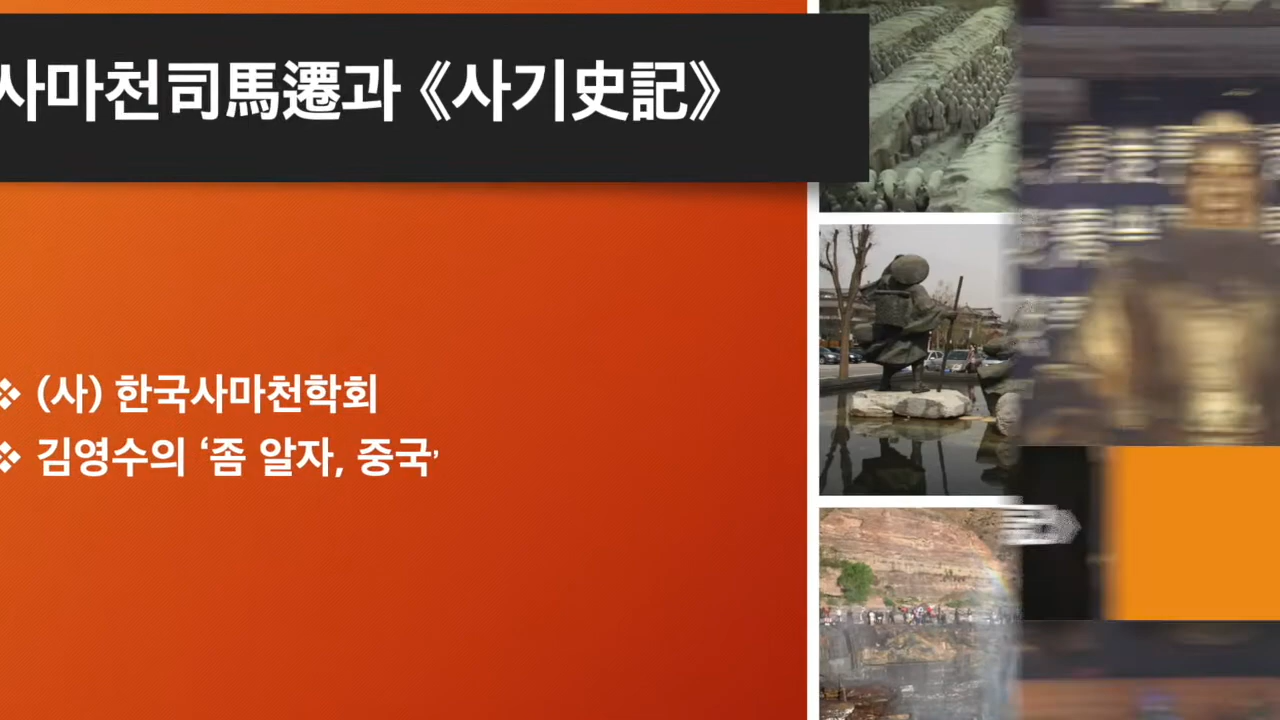 사마천司馬遷과 《사기史記》
❖ (사) 한국사마천학회
❖ 김영수의 ‘좀 알자, 중국’